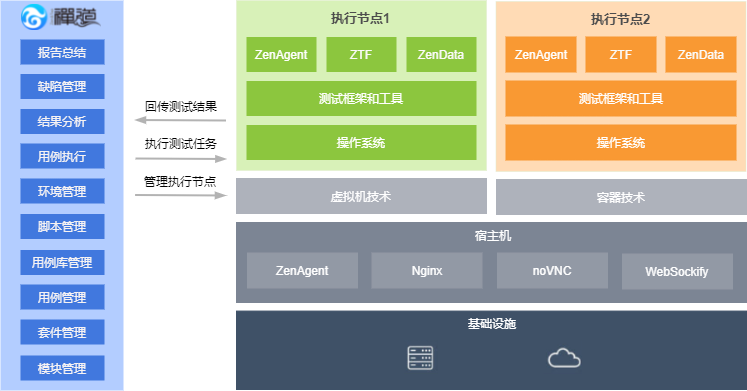 禅道
报告总结
缺陷管理
结果分析
用例执行
环境管理
脚本管理
用例库管理
用例管理
套件管理
模块管理
回传测试结果
执行测试任务
管理执行节点
执行节点1
ZenAgent
ZTF
ZenData
测试框架和工具
操作系统
执行节点2
ZenAgent
ZTF
ZenData
测试框架和工具
操作系统
虚拟机技术
容器技术
宿主机
ZenAgent
Nginx
noVNC
WebSockify
基础设施